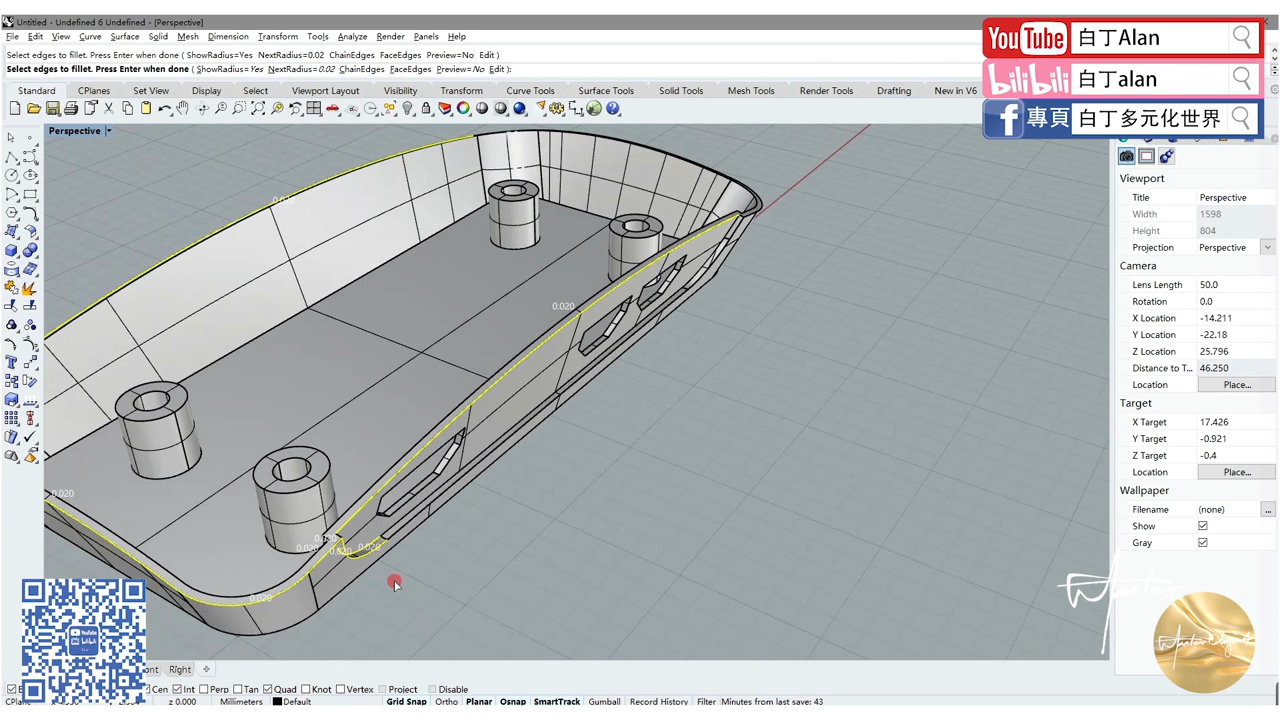 Untitled - Undefined 6 Undefined - [Perspective]
File Edit View Curve Surface Solid Mesh Dimension Transform Tools Analyze Render Panels Help
Select edges to fillet. Press Enter when done ( ShowRadius=Yes NextRadius=0.02 ChainEdges FaceEdges Preview=No Edit ):
Select edges to fillet. Press Enter when done ( ShowRadius=Yes NextRadius=0.02 ChainEdges FaceEdges Preview=No Edit ):
Standard CPlanes Set View Display Select Viewport Layout Visibility Transform Curve Tools Surface Tools Solid Tools Mesh Tools Render Tools Drafting New in V6
YouTube 白丁Alan
bilibili 白丁alan
f 專頁 白丁多元化世界
Perspective
Viewport
Title Perspective
Width 1598
Height 804
Projection Perspective
Camera
Lens Length 50.0
Rotation 0.0
X Location -14.211
Y Location -22.18
Z Location 25.796
Distance to T... 46.250
Location Place...
Target
X Target 17.426
Y Target -0.921
Z Target -0.4
Location Place...
Wallpaper
Filename (none) ...
Show
Gray
0.020
0.020
0.020
0.020
0.020
0.020
0.020
YouTube
bilibili
ont Right
Cen Int Perp Tan Quad Knot Vertex Project Disable
CPlane z 0.000 Millimeters Default Grid Snap Ortho Planar Osnap SmartTrack Gumball Record History Filter Minutes from last save: 43